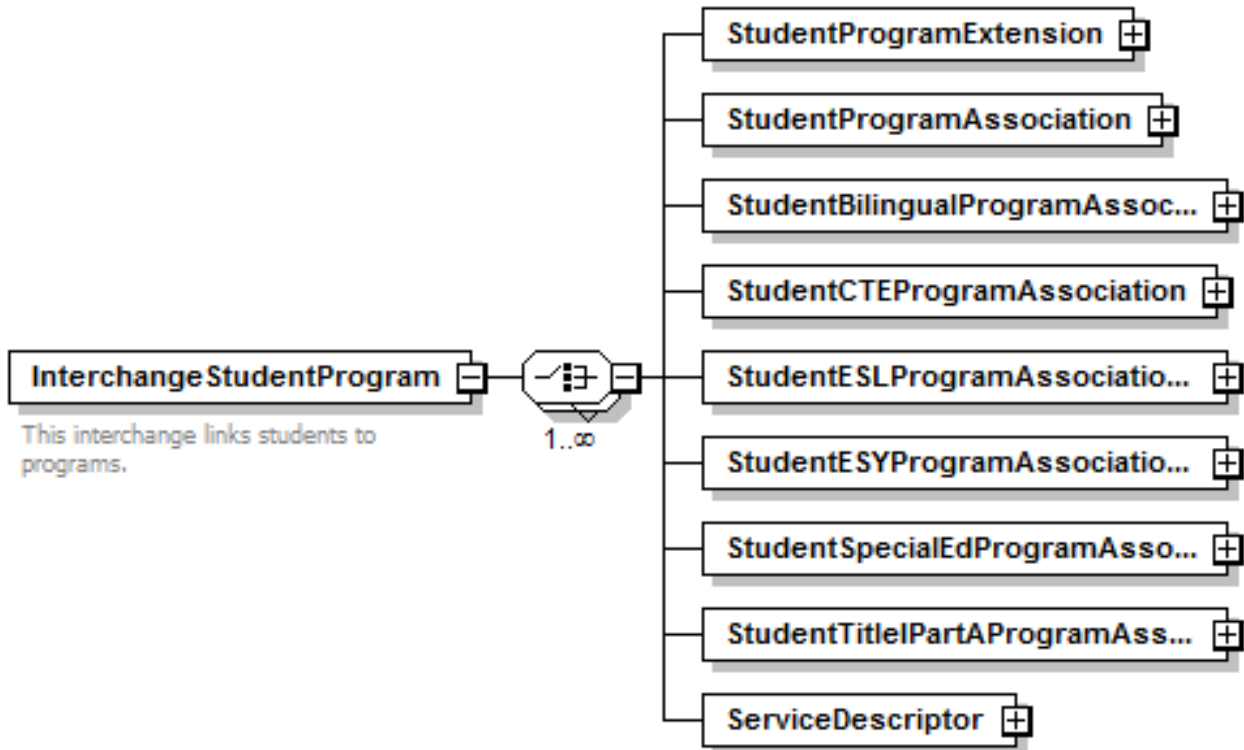 StudentProgramExtension
StudentProgramAssociation
StudentBilingualProgramAssoc...
StudentCTEProgramAssociation
InterchangeStudentProgram
StudentESLProgramAssociatio...
This interchange links students to
programs.
1..∞
StudentESYProgramAssociatio...
StudentSpecialEdProgramAsso...
StudentTitleIPartAProgramAss...
ServiceDescriptor